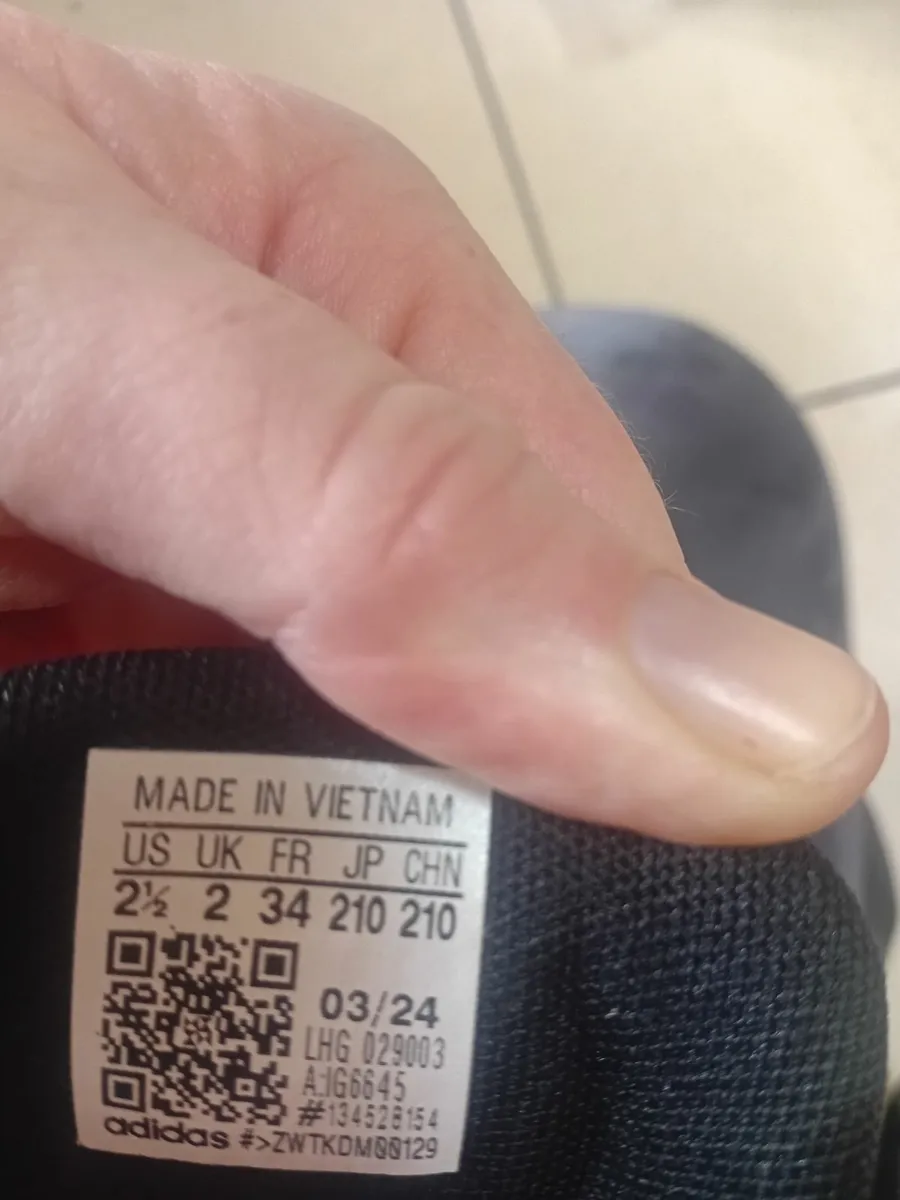 MADE IN VIETNAM
US UK FR JP CHN
2½ 2 34 210 210
03/24
LHG 029003
A:IG6645
#134528154
adidas #>ZWTKDM00129